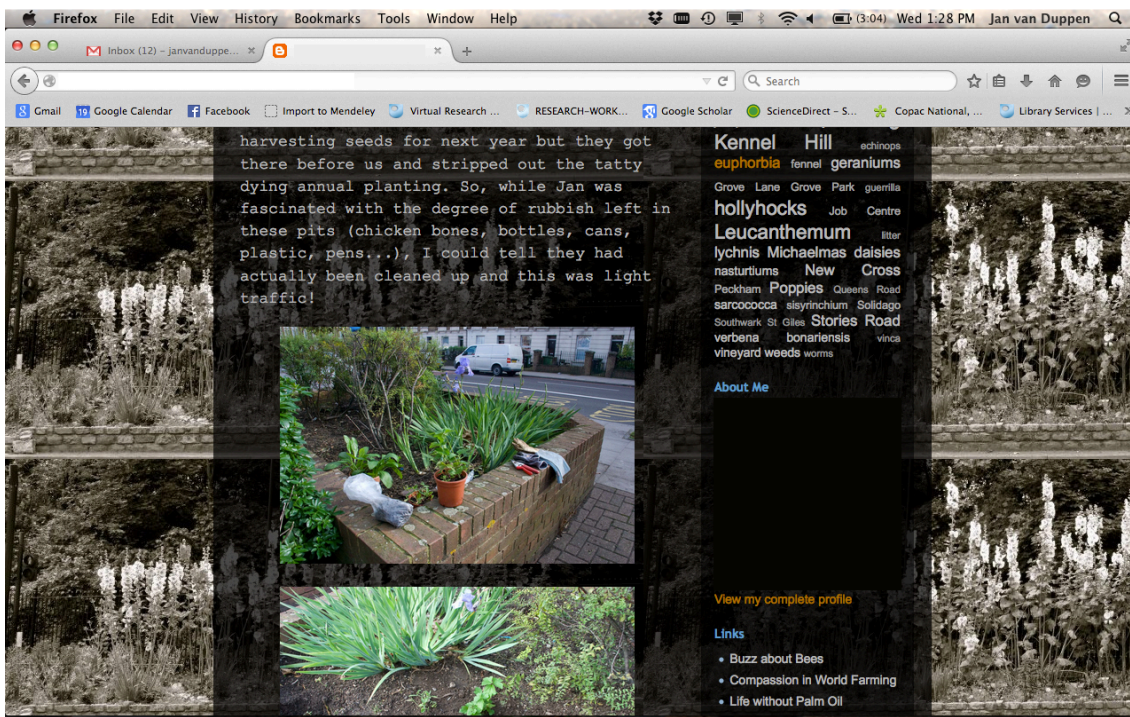 Firefox File Edit View History Bookmarks Tools Window Help (3:04) Wed 1:28 PM Jan van Duppen
Inbox (12) – janvanduppe...
Search
Gmail 19 Google Calendar Facebook Import to Mendeley Virtual Research ... RESEARCH-WORK... Google Scholar ScienceDirect – S... Copac National, ... Library Services | ...
harvesting seeds for next year but they got
there before us and stripped out the tatty
dying annual planting. So, while Jan was
fascinated with the degree of rubbish left in
these pits (chicken bones, bottles, cans,
plastic, pens...), I could tell they had
actually been cleaned up and this was light
traffic!
Kennel Hill echinops
euphorbia fennel geraniums
Grove Lane Grove Park guerrilla
hollyhocks Job Centre
Leucanthemum litter
lychnis Michaelmas daisies
nasturtiums New Cross
Peckham Poppies Queens Road
sarcococca sisyrinchium Solidago
Southwark St Giles Stories Road
verbena bonariensis vinca
vineyard weeds worms
About Me
View my complete profile
Links
Buzz about Bees
Compassion in World Farming
Life without Palm Oil